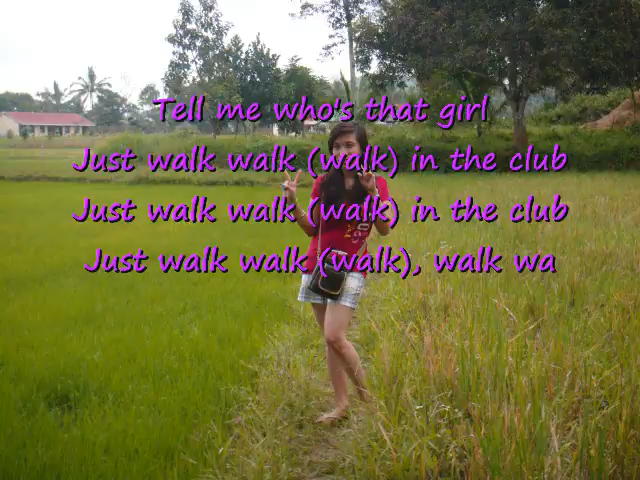 Tell me who's that girl
Just walk walk (walk) in the club
Just walk walk (walk) in the club
Just walk walk (walk), walk wa